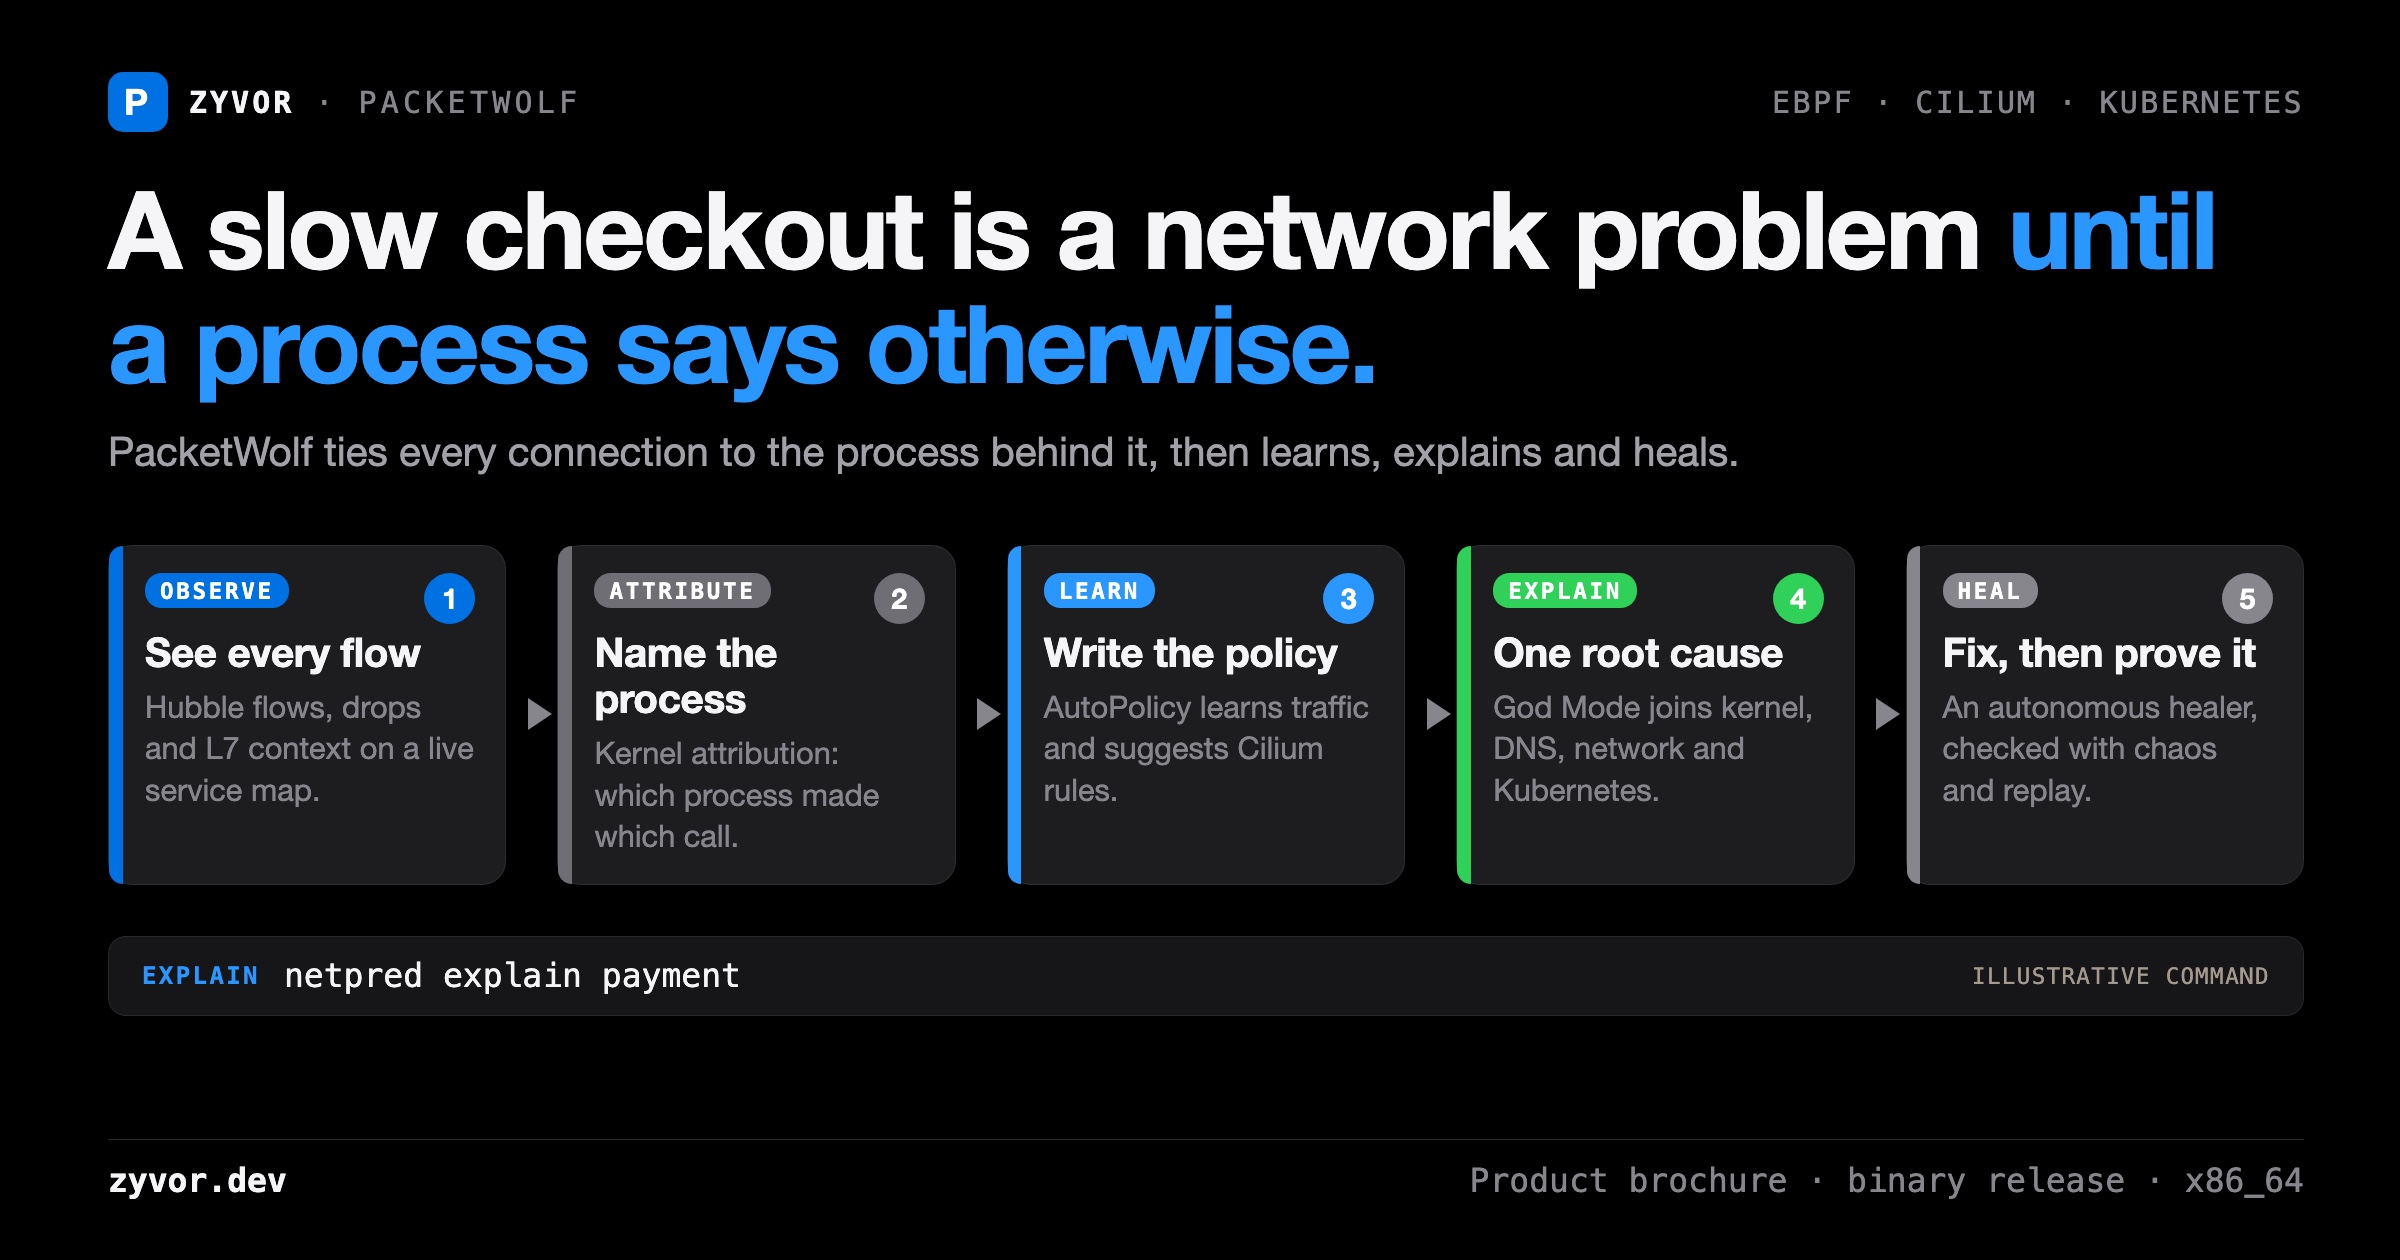 P ZYVOR · PACKETWOLF
EBPF · CILIUM · KUBERNETES
A slow checkout is a network problem until
a process says otherwise.
PacketWolf ties every connection to the process behind it, then learns, explains and heals.
OBSERVE 1
See every flow
Hubble flows, drops
and L7 context on a live
service map.
ATTRIBUTE 2
Name the
process
Kernel attribution:
which process made
which call.
LEARN 3
Write the policy
AutoPolicy learns traffic
and suggests Cilium
rules.
EXPLAIN 4
One root cause
God Mode joins kernel,
DNS, network and
Kubernetes.
HEAL 5
Fix, then prove it
An autonomous healer,
checked with chaos
and replay.
EXPLAIN netpred explain payment
ILLUSTRATIVE COMMAND
zyvor.dev
Product brochure · binary release · x86_64